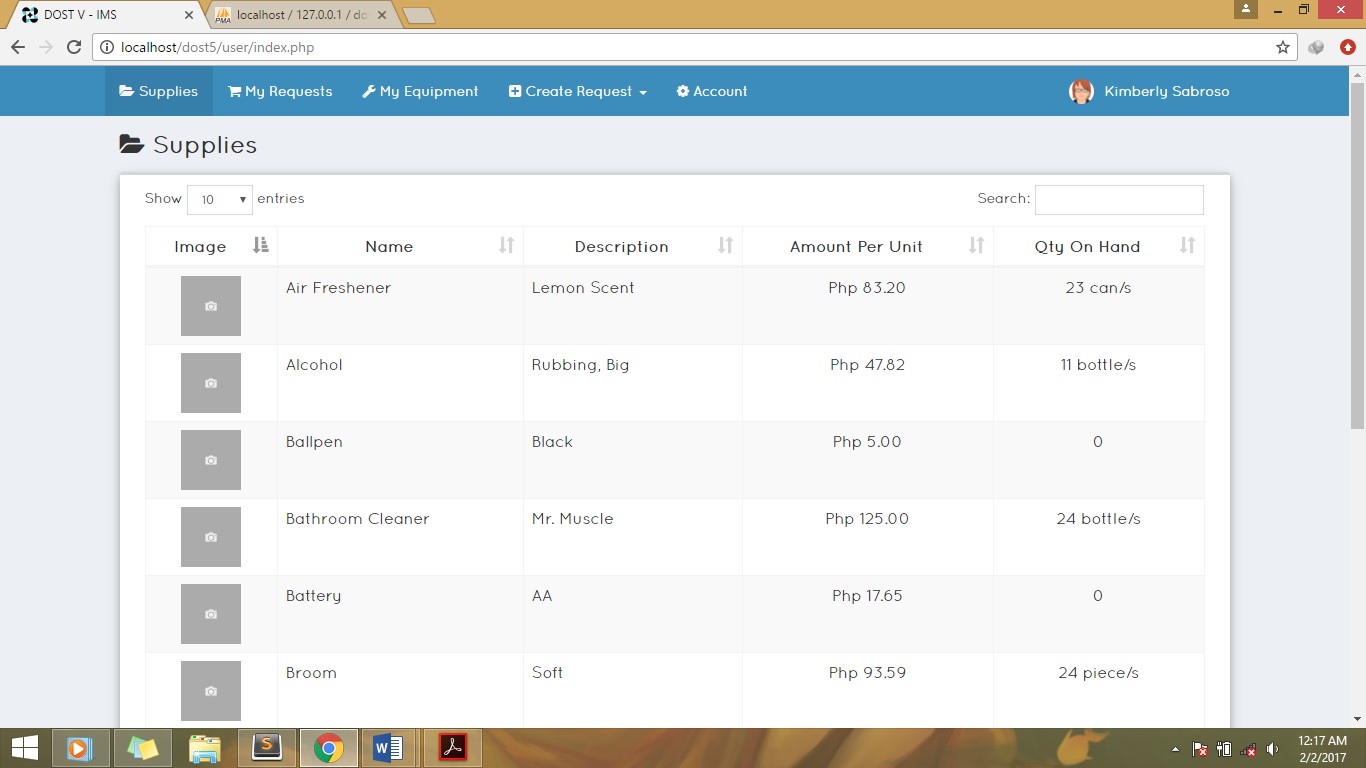 DOST V - IMS
localhost / 127.0.0.1 / do
localhost/dost5/user/index.php
Supplies My Requests My Equipment Create Request Account Kimberly Sabroso
Supplies
Show 10 entries Search:
Image Name Description Amount Per Unit Qty On Hand
Air Freshener Lemon Scent Php 83.20 23 can/s
Alcohol Rubbing, Big Php 47.82 11 bottle/s
Ballpen Black Php 5.00 0
Bathroom Cleaner Mr. Muscle Php 125.00 24 bottle/s
Battery AA Php 17.65 0
Broom Soft Php 93.59 24 piece/s
12:17 AM
2/2/2017